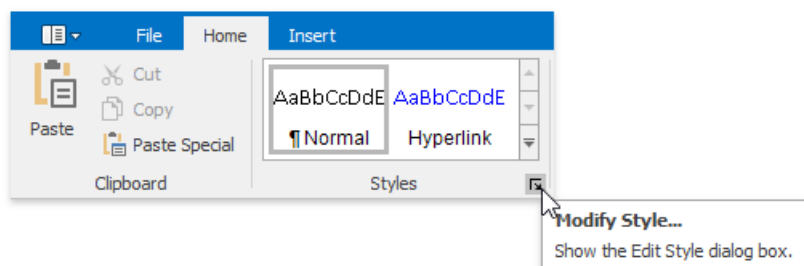 File Home Insert
Cut
Copy
Paste
Paste Special
AaBbCcDdE AaBbCcDdE
¶ Normal Hyperlink
Clipboard Styles
Modify Style...
Show the Edit Style dialog box.